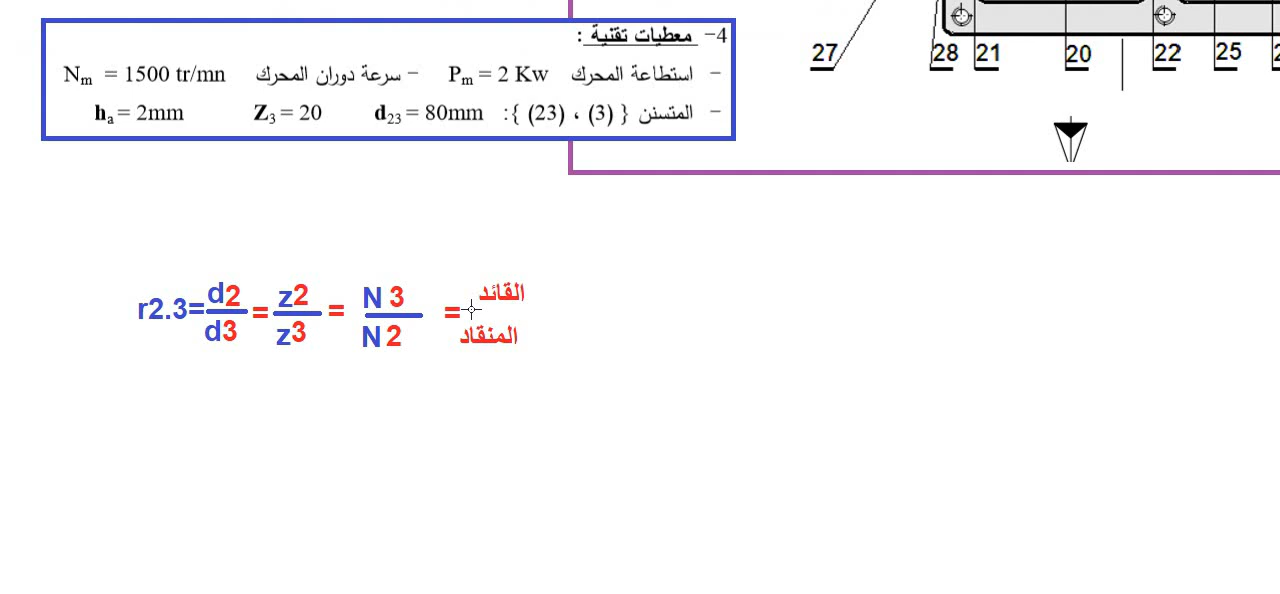 4- معطيات تقنية :
- استطاعة المحرك Pm = 2 Kw - سرعة دوران المحرك Nm = 1500 tr/mn
- المتسنن { (3) ، (23) }: d23 = 80mm Z3 = 20 ha = 2mm
27 28 21 20 22 25
r2.3= d2/d3 = z2/z3 = N 3/N 2 = القائد/المنقاد